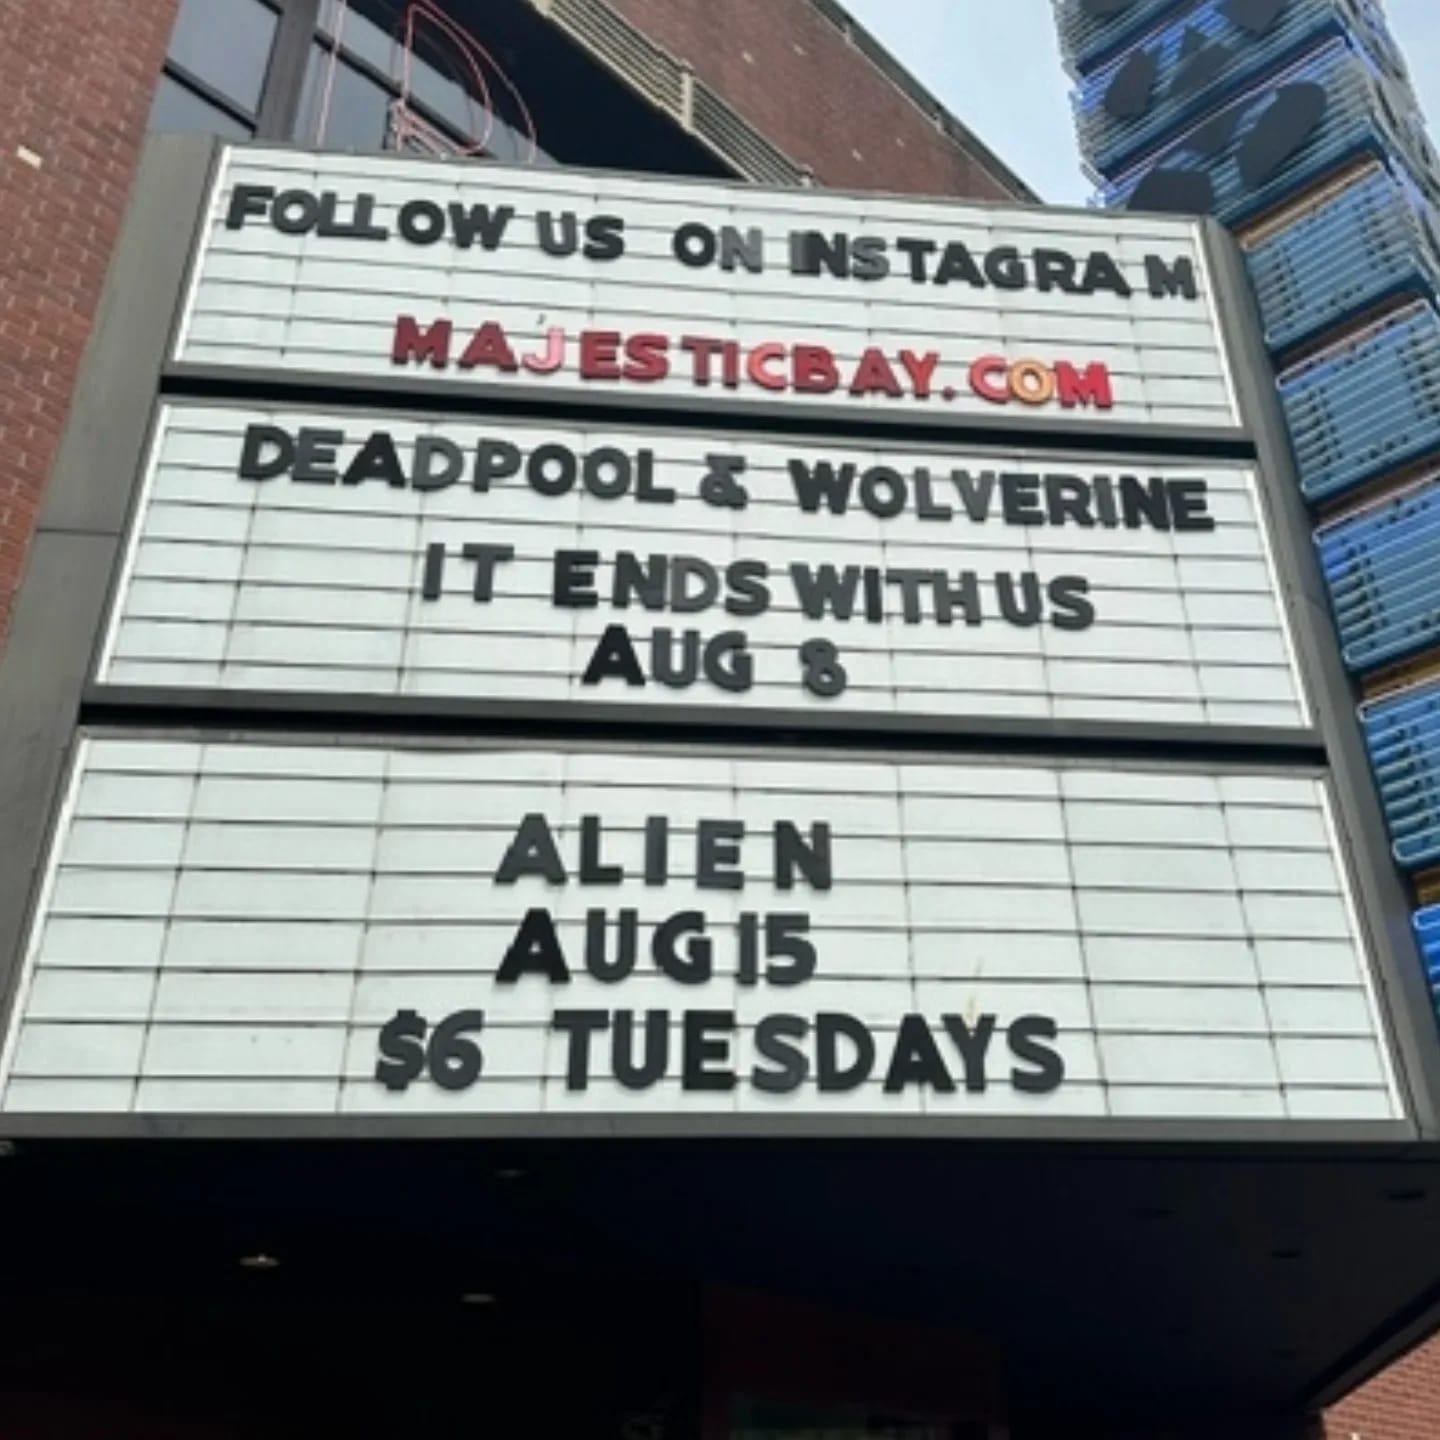 FOLLOW US ON INSTAGRAM
MAJESTICBAY.COM
DEADPOOL & WOLVERINE
IT ENDS WITH US
AUG 8
ALIEN
AUG 15
$6 TUESDAYS